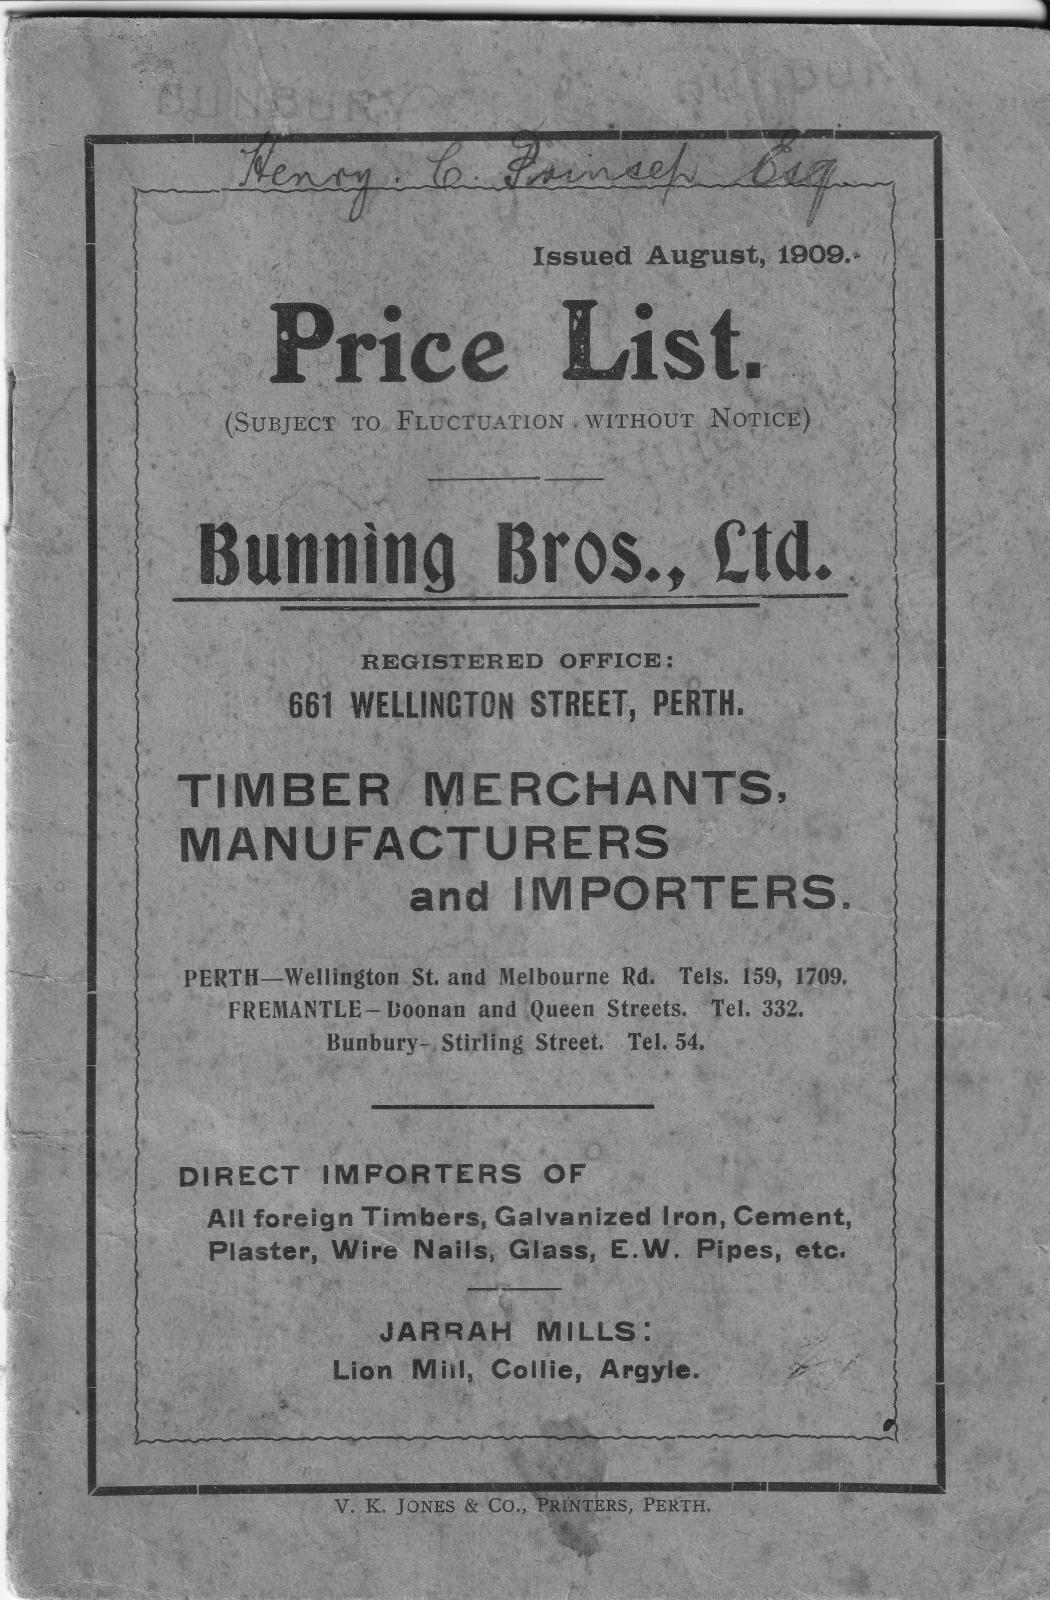 Henry. C. Prinsep Esq.
Issued August, 1909.
Price List.
(SUBJECT TO FLUCTUATION WITHOUT NOTICE)
Bunning Bros., Ltd.
REGISTERED OFFICE:
661 WELLINGTON STREET, PERTH.
TIMBER MERCHANTS,
MANUFACTURERS
and IMPORTERS.
PERTH—Wellington St. and Melbourne Rd. Tels. 159, 1709.
FREMANTLE—Doonan and Queen Streets. Tel. 332.
Bunbury—Stirling Street. Tel. 54.
DIRECT IMPORTERS OF
All foreign Timbers, Galvanized Iron, Cement,
Plaster, Wire Nails, Glass, E.W. Pipes, etc.
JARRAH MILLS:
Lion Mill, Collie, Argyle.
V. K. JONES & CO., PRINTERS, PERTH.